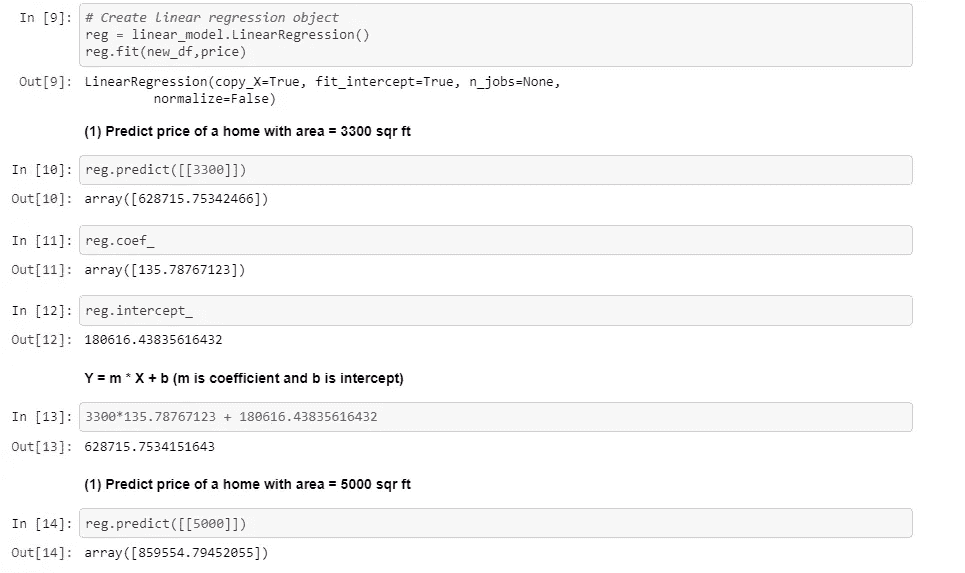 In [9]: # Create linear regression object
reg = linear_model.LinearRegression()
reg.fit(new_df,price)
Out[9]: LinearRegression(copy_X=True, fit_intercept=True, n_jobs=None,
normalize=False)
(1) Predict price of a home with area = 3300 sqr ft
In [10]: reg.predict([[3300]])
Out[10]: array([628715.75342466])
In [11]: reg.coef_
Out[11]: array([135.78767123])
In [12]: reg.intercept_
Out[12]: 180616.43835616432
Y = m * X + b (m is coefficient and b is intercept)
In [13]: 3300*135.78767123 + 180616.43835616432
Out[13]: 628715.7534151643
(1) Predict price of a home with area = 5000 sqr ft
In [14]: reg.predict([[5000]])
Out[14]: array([859554.79452055])